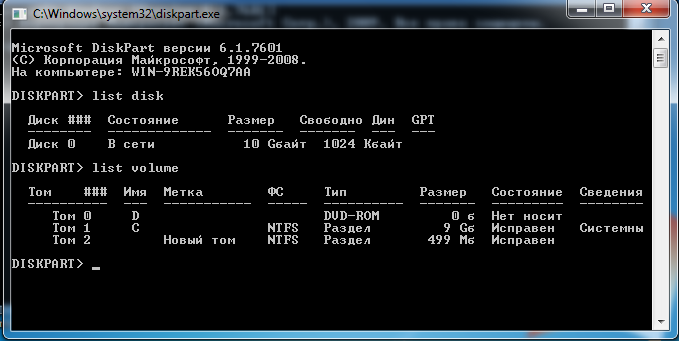 C:\Windows\system32\diskpart.exe
Microsoft DiskPart версии 6.1.7601
(C) Корпорация Майкрософт, 1999-2008.
На компьютере: WIN-9REK56OQ7AA
DISKPART> list disk
Диск ### Состояние Размер Свободно Дин GPT
-------- ------------- ------- ------- --- ---
Диск 0 В сети 10 Gбайт 1024 Kбайт
DISKPART> list volume
Том ### Имя Метка ФС Тип Размер Состояние Сведения
---------- --- ----------- ----- ---------- ------- --------- --------
Том 0 D DVD-ROM 0 б Нет носит
Том 1 C NTFS Раздел 9 Gб Исправен Системны
Том 2 Новый том NTFS Раздел 499 Mб Исправен
DISKPART> _